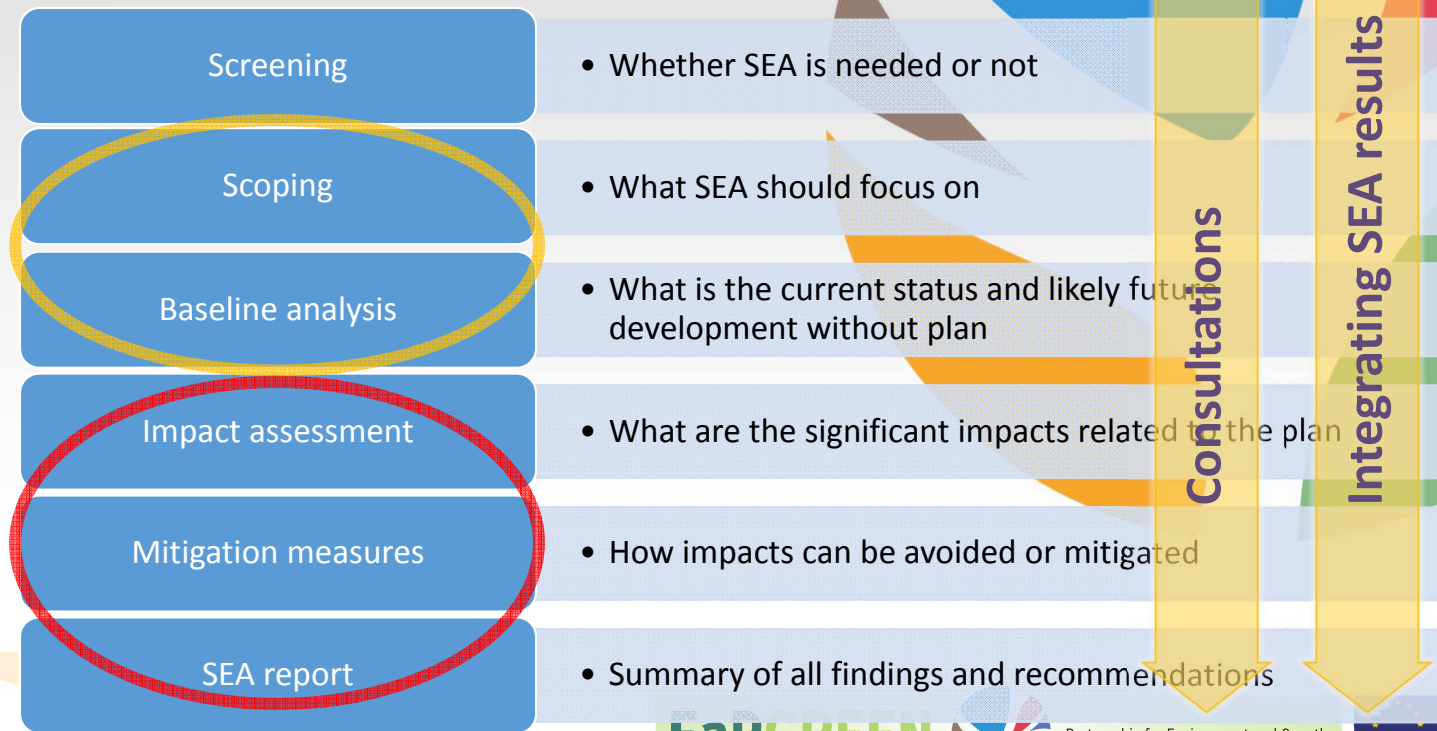 Screening
• Whether SEA is needed or not
Scoping
• What SEA should focus on
Baseline analysis
• What is the current status and likely future
development without plan
Impact assessment
• What are the significant impacts related to the plan
Mitigation measures
• How impacts can be avoided or mitigated
SEA report
• Summary of all findings and recommendations
Consultations
Integrating SEA results
EaP GREEN